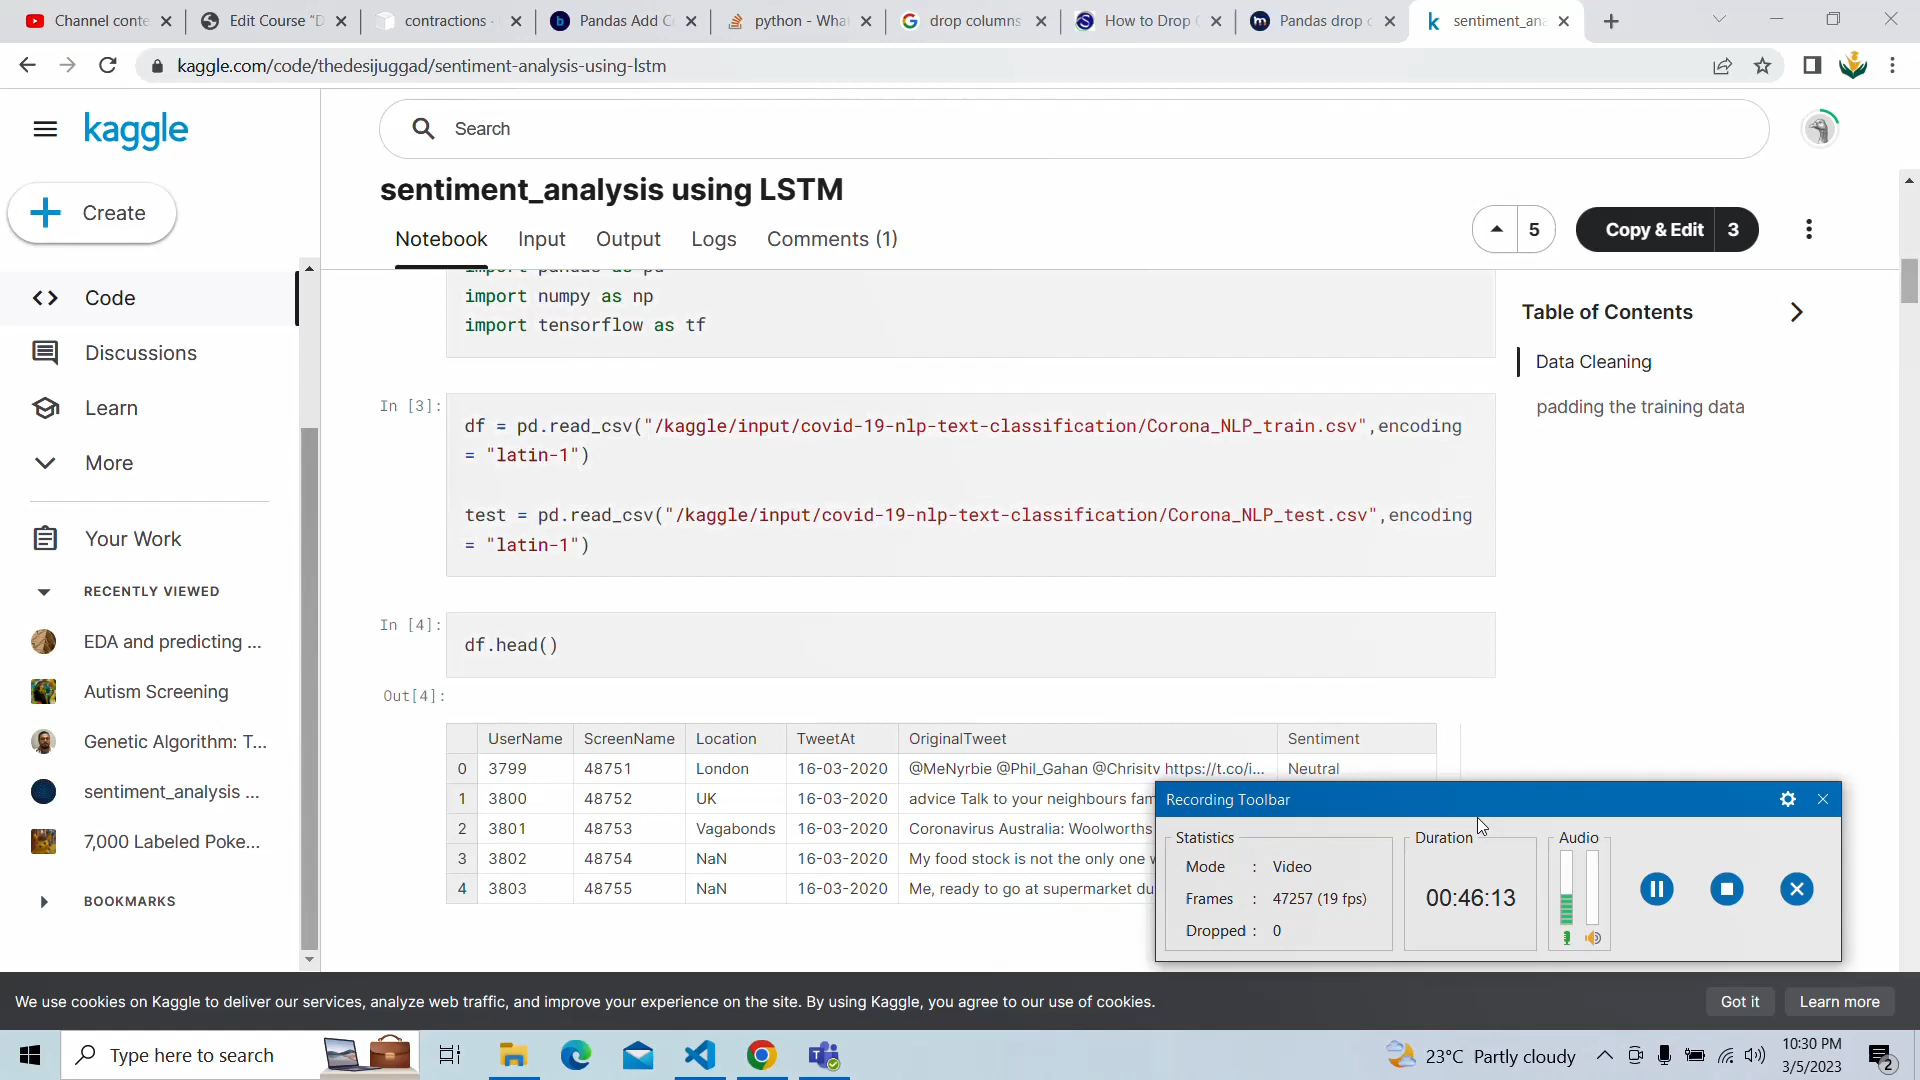 Channel conte
Edit Course "D
contractions -
Pandas Add C
python - Wha
drop columns
How to Drop
Pandas drop c
sentiment_ana
kaggle.com/code/thedesijuggad/sentiment-analysis-using-lstm
kaggle
Search
Create
sentiment_analysis using LSTM
Notebook
Input
Output
Logs
Comments (1)
5
Copy & Edit
3
Code
Discussions
Learn
More
Your Work
RECENTLY VIEWED
EDA and predicting ...
Autism Screening
Genetic Algorithm: T...
sentiment_analysis ...
7,000 Labeled Poke...
BOOKMARKS
import pandas as pd
import numpy as np
import tensorflow as tf
In [3]:
df = pd.read_csv("/kaggle/input/covid-19-nlp-text-classification/Corona_NLP_train.csv",encoding
= "latin-1")
test = pd.read_csv("/kaggle/input/covid-19-nlp-text-classification/Corona_NLP_test.csv",encoding
= "latin-1")
In [4]:
df.head()
Out[4]:
UserName ScreenName Location TweetAt OriginalTweet Sentiment
0 3799 48751 London 16-03-2020 @MeNyrbie @Phil_Gahan @Chrisitv https://t.co/i... Neutral
1 3800 48752 UK 16-03-2020 advice Talk to your neighbours fam
2 3801 48753 Vagabonds 16-03-2020 Coronavirus Australia: Woolworths
3 3802 48754 NaN 16-03-2020 My food stock is not the only one w
4 3803 48755 NaN 16-03-2020 Me, ready to go at supermarket du
Table of Contents
Data Cleaning
padding the training data
Recording Toolbar
Statistics
Mode : Video
Frames : 47257 (19 fps)
Dropped : 0
Duration
00:46:13
Audio
We use cookies on Kaggle to deliver our services, analyze web traffic, and improve your experience on the site. By using Kaggle, you agree to our use of cookies.
Got it
Learn more
Type here to search
23°C Partly cloudy
10:30 PM
3/5/2023
2